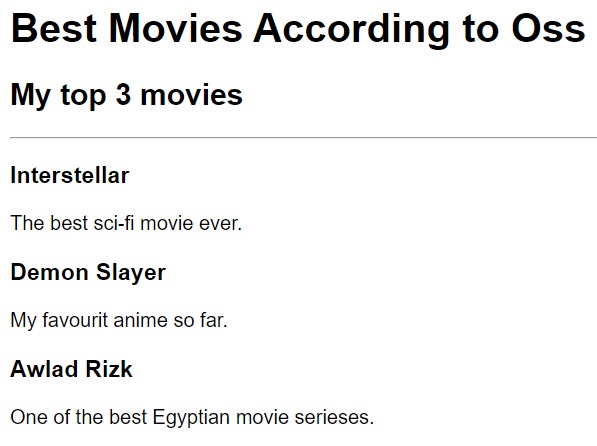 Best Movies According to Oss
My top 3 movies
Interstellar
The best sci-fi movie ever.
Demon Slayer
My favourit anime so far.
Awlad Rizk
One of the best Egyptian movie serieses.